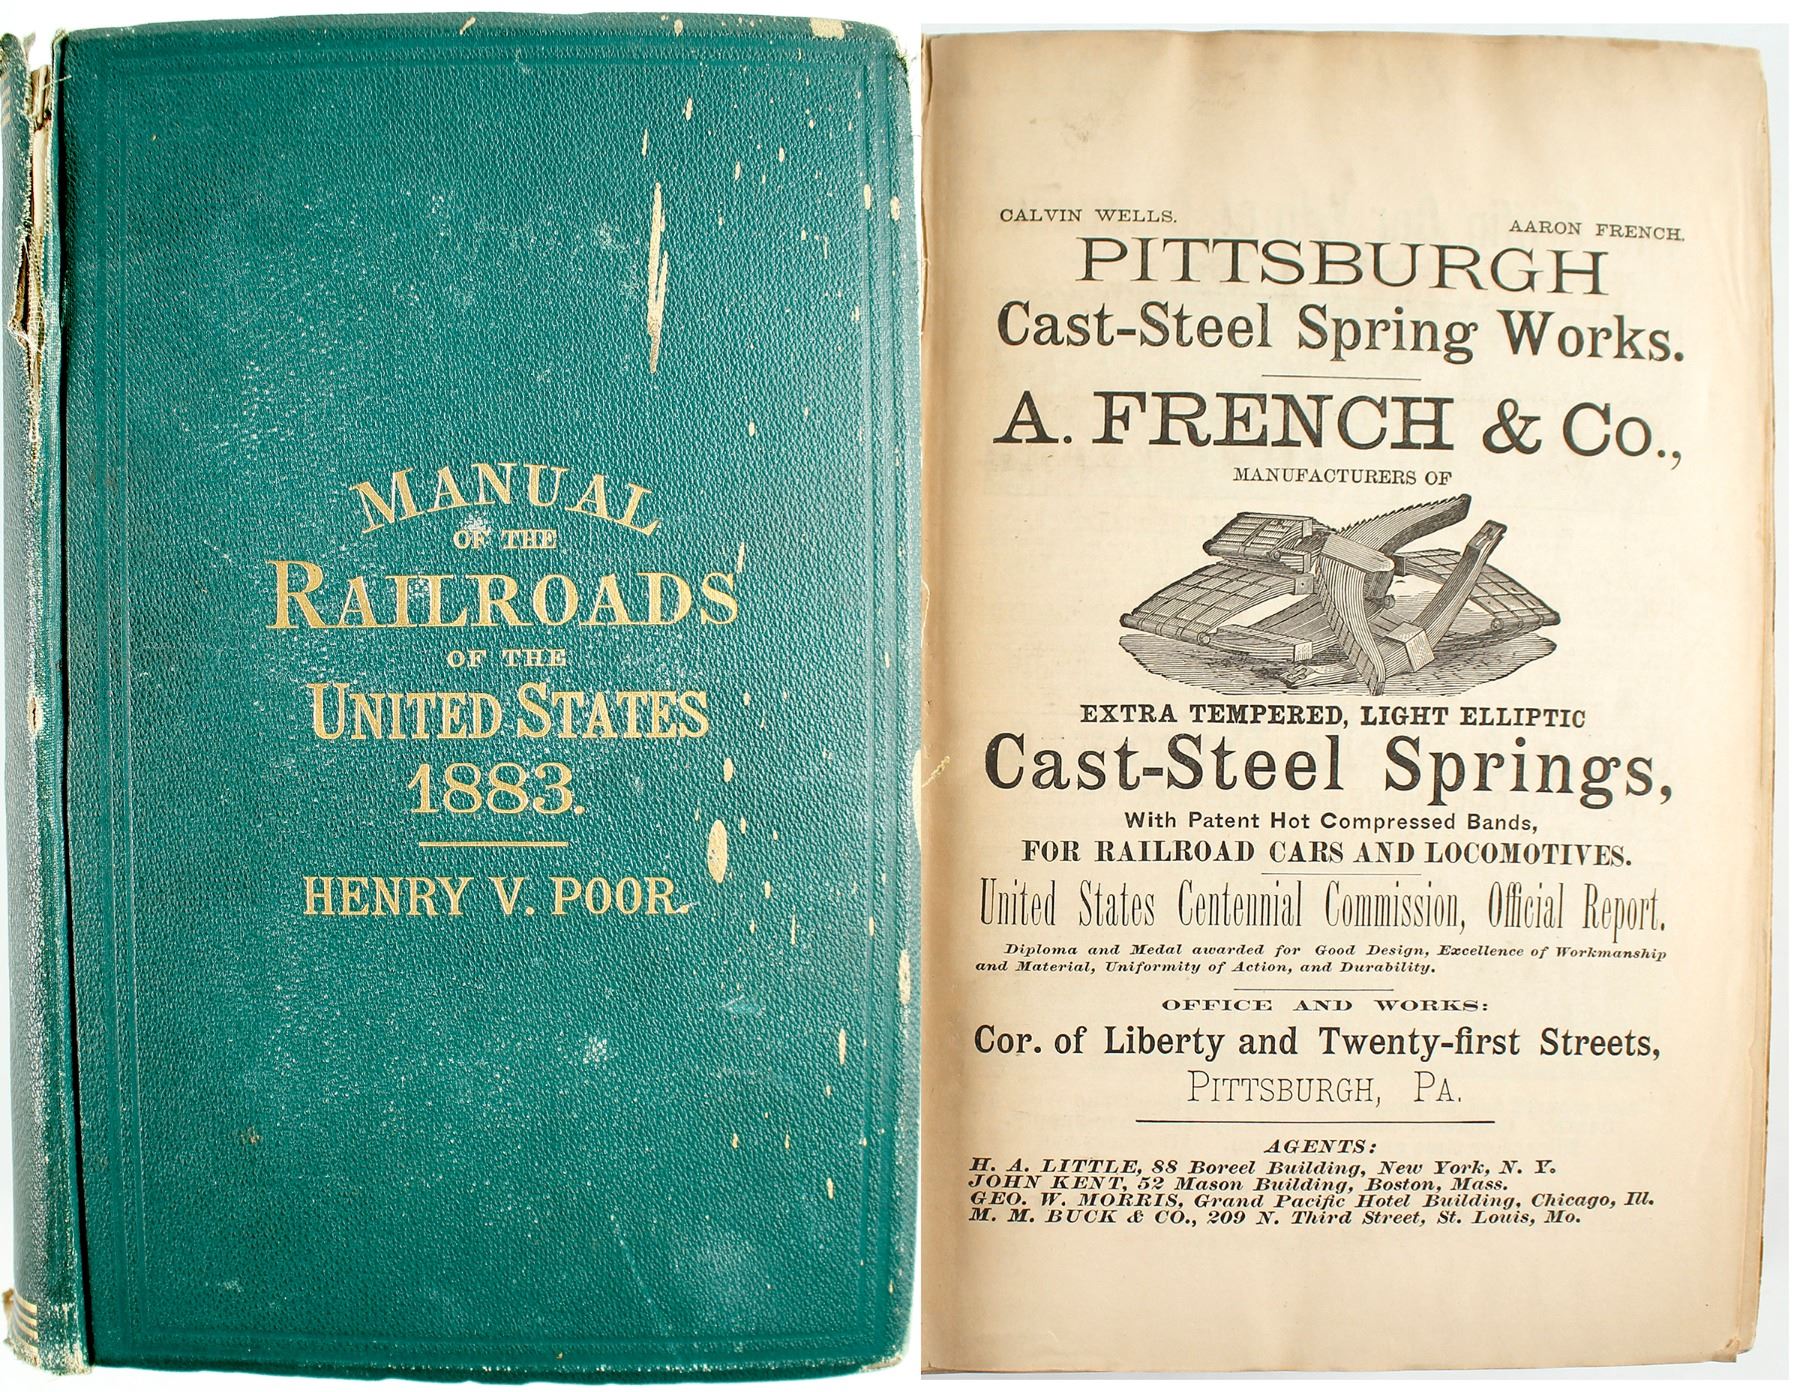 MANUAL
OF THE
RAILROADS
OF THE
UNITED STATES
1883.
HENRY V. POOR.
CALVIN WELLS.
AARON FRENCH.
PITTSBURGH
Cast-Steel Spring Works.
A. FRENCH & Co.,
MANUFACTURERS OF
EXTRA TEMPERED, LIGHT ELLIPTIC
Cast-Steel Springs,
With Patent Hot Compressed Bands,
FOR RAILROAD CARS AND LOCOMOTIVES.
United States Centennial Commission, Official Report.
Diploma and Medal awarded for Good Design, Excellence of Workmanship
and Material, Uniformity of Action, and Durability.
OFFICE AND WORKS:
Cor. of Liberty and Twenty-first Streets,
PITTSBURGH, PA.
AGENTS:
H. A. LITTLE, 88 Boreel Building, New York, N. Y.
JOHN KENT, 52 Mason Building, Boston, Mass.
GEO. W. MORRIS, Grand Pacific Hotel Building, Chicago, Ill.
M. M. BUCK & CO., 209 N. Third Street, St. Louis, Mo.